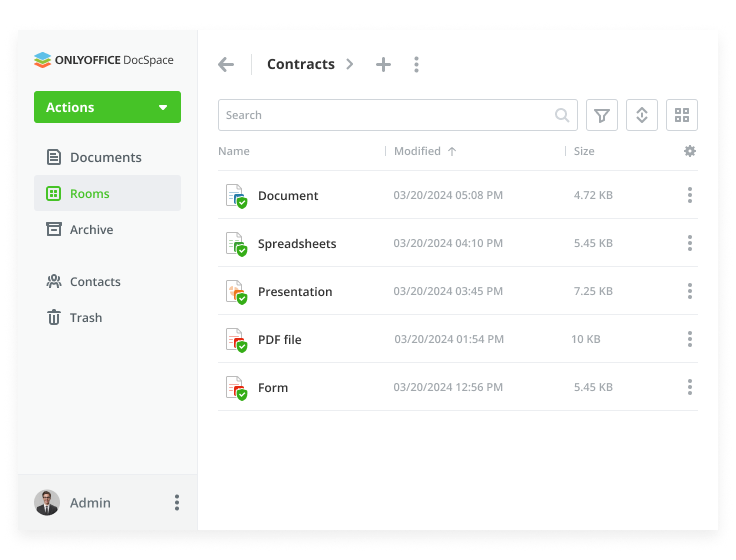 ONLYOFFICE DocSpace
Actions
Documents
Rooms
Archive
Contacts
Trash
Admin
Contracts
Search
Name Modified Size
Document 03/20/2024 05:08 PM 4.72 KB
Spreadsheets 03/20/2024 04:10 PM 5.45 KB
Presentation 03/20/2024 03:45 PM 7.25 KB
PDF file 03/20/2024 01:54 PM 10 KB
Form 03/20/2024 12:56 PM 5.45 KB